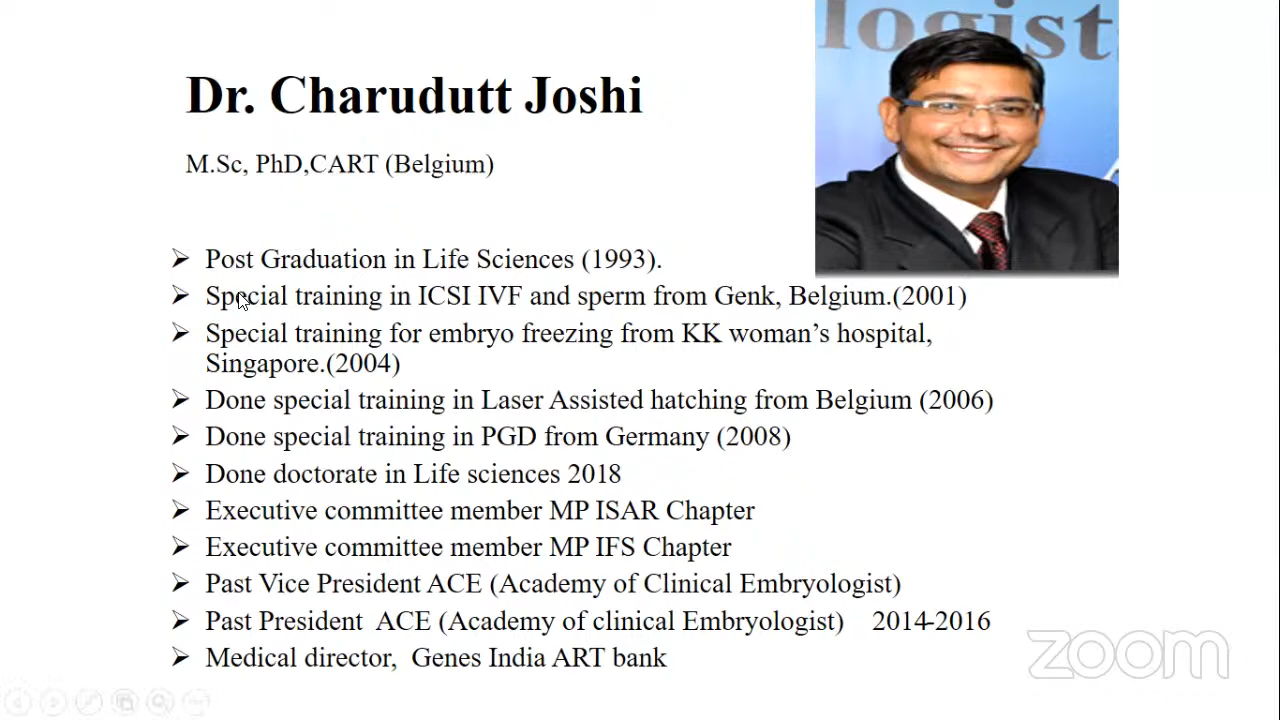 logist
Dr. Charudutt Joshi
M.Sc, PhD,CART (Belgium)
➢ Post Graduation in Life Sciences (1993).
➢ Special training in ICSI IVF and sperm from Genk, Belgium.(2001)
➢ Special training for embryo freezing from KK woman’s hospital,
Singapore.(2004)
➢ Done special training in Laser Assisted hatching from Belgium (2006)
➢ Done special training in PGD from Germany (2008)
➢ Done doctorate in Life sciences 2018
➢ Executive committee member MP ISAR Chapter
➢ Executive committee member MP IFS Chapter
➢ Past Vice President ACE (Academy of Clinical Embryologist)
➢ Past President ACE (Academy of clinical Embryologist) 2014-2016
➢ Medical director, Genes India ART bank
zoom